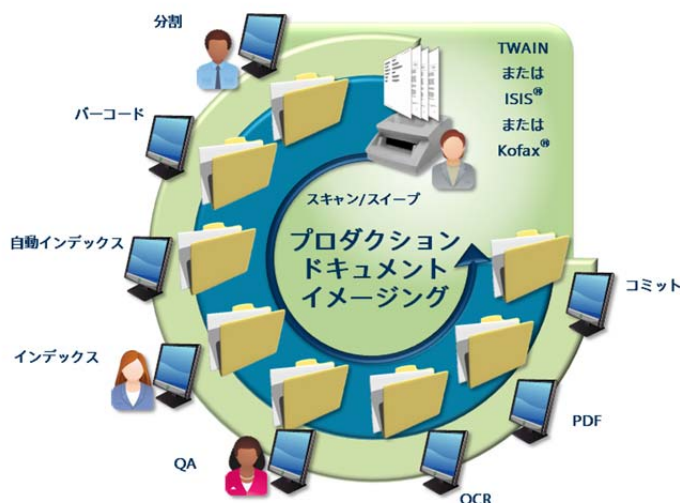 分割
TWAIN
または
ISIS®
または
Kofax®
バーコード
スキャン/スイープ
プロダクション
ドキュメント
イメージング
自動インデックス
コミット
インデックス
PDF
QA
OCR